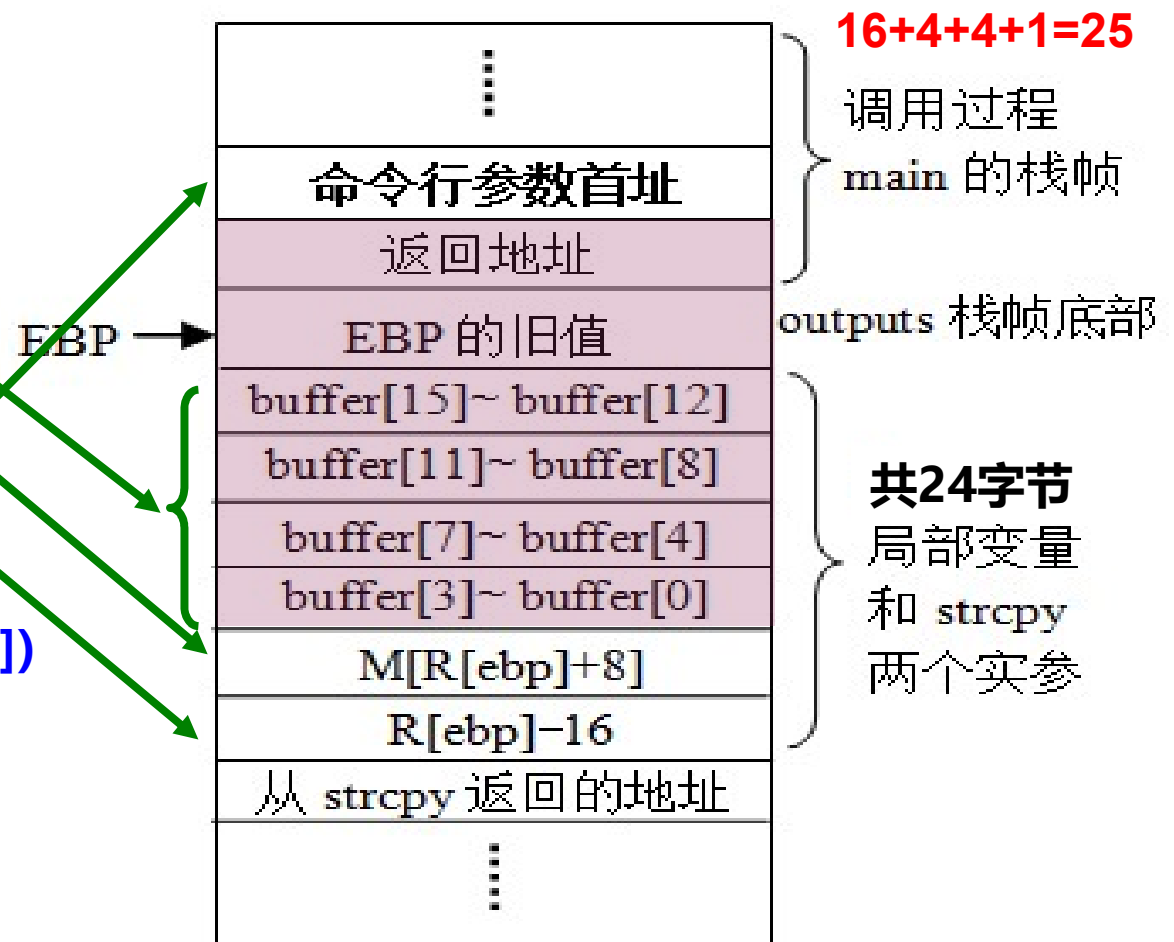 16+4+4+1=25
调用过程
main 的栈帧
命令行参数首址
返回地址
EBP
EBP 的旧值
outputs 栈帧底部
buffer[15]~ buffer[12]
buffer[11]~ buffer[8]
buffer[7]~ buffer[4]
buffer[3]~ buffer[0]
共24字节
局部变量
和 strcpy
两个实参
])
M[R[ebp]+8]
R[ebp]−16
从 strcpy 返回的地址